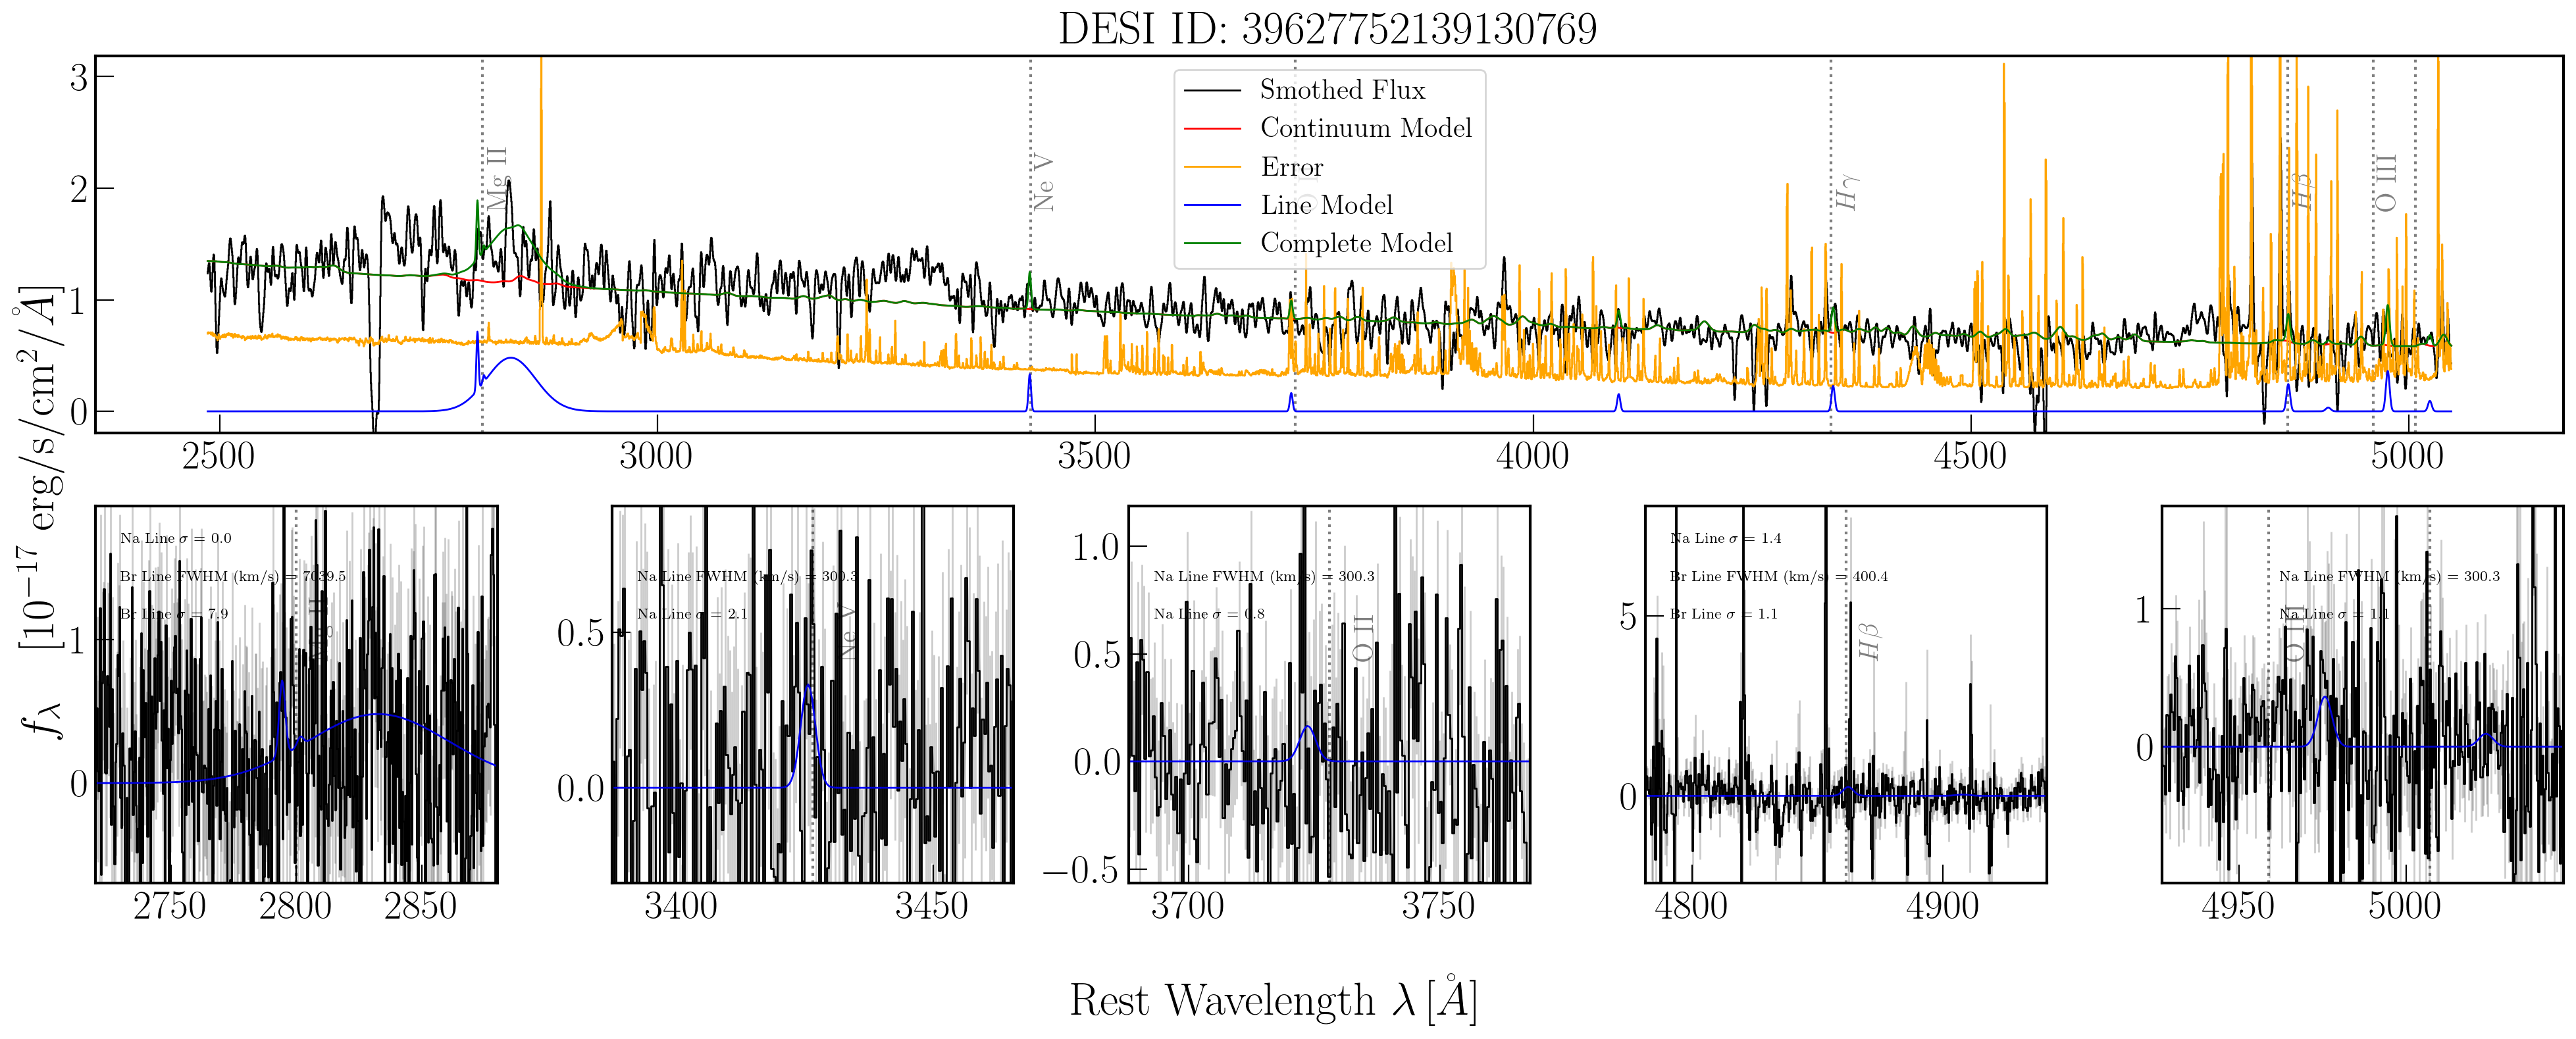 DESI ID: 39627752139130769
3
2
1
0
Smothed Flux
Continuum Model
Error
Line Model
Complete Model
Mg II
Ne V
Hγ
Hβ
O III
2500
3000
3500
4000
4500
5000
f_λ [10^{-17} erg/s/cm^2/Å]
Na Line σ = 0.0
Br Line FWHM (km/s) = 7039.5
Br Line σ = 7.9
1
0
2750
2800
2850
Na Line FWHM (km/s) = 300.3
Na Line σ = 2.1
Ne V
0.5
0.0
3400
3450
Na Line FWHM (km/s) = 300.3
Na Line σ = 0.8
O II
1.0
0.5
0.0
−0.5
3700
3750
Na Line σ = 1.4
Br Line FWHM (km/s) = 400.4
Br Line σ = 1.1
Hβ
5
0
4800
4900
Na Line FWHM (km/s) = 300.3
Na Line σ = 1.1
O III
1
0
4950
5000
Rest Wavelength λ [Å]